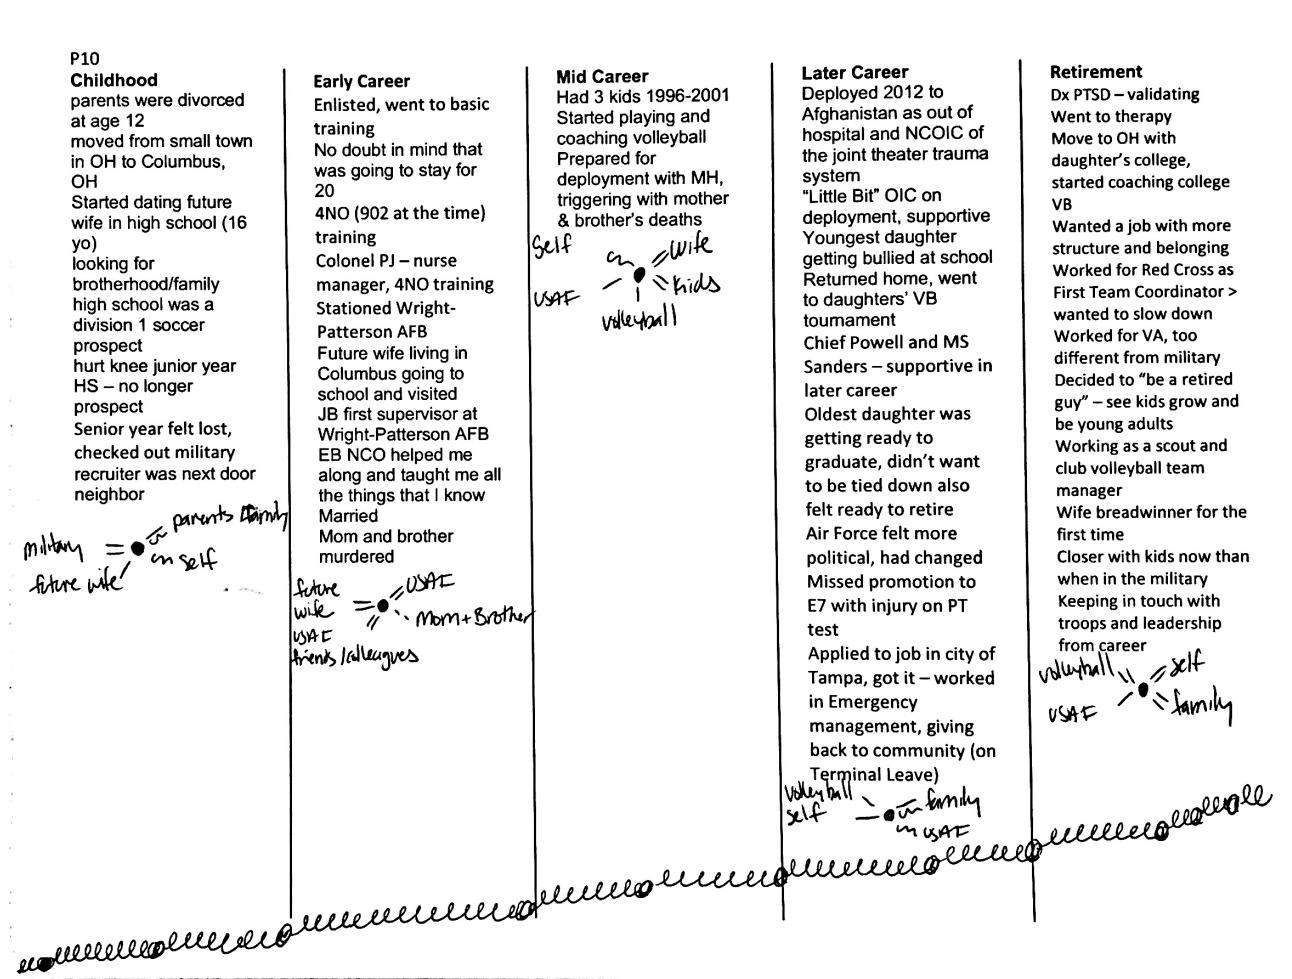 P10
Childhood
parents were divorced
at age 12
moved from small town
in OH to Columbus,
OH
Started dating future
wife in high school (16
yo)
looking for
brotherhood/family
high school was a
division 1 soccer
prospect
hurt knee junior year
HS – no longer
prospect
Senior year felt lost,
checked out military
recruiter was next door
neighbor
parents + family
military
self
future wife
Early Career
Enlisted, went to basic
training
No doubt in mind that
was going to stay for
20
4NO (902 at the time)
training
Colonel PJ – nurse
manager, 4NO training
Stationed Wright-
Patterson AFB
Future wife living in
Columbus going to
school and visited
JB first supervisor at
Wright-Patterson AFB
EB NCO helped me
along and taught me all
the things that I know
Married
Mom and brother
murdered
future
wife
USAF
Mom + Brother
USAF
friends/colleagues
Mid Career
Had 3 kids 1996-2001
Started playing and
coaching volleyball
Prepared for
deployment with MH,
triggering with mother
& brother's deaths
Self
wife
USAF
kids
volleyball
Later Career
Deployed 2012 to
Afghanistan as out of
hospital and NCOIC of
the joint theater trauma
system
“Little Bit” OIC on
deployment, supportive
Youngest daughter
getting bullied at school
Returned home, went
to daughters' VB
tournament
Chief Powell and MS
Sanders – supportive in
later career
Oldest daughter was
getting ready to
graduate, didn't want
to be tied down also
felt ready to retire
Air Force felt more
political, had changed
Missed promotion to
E7 with injury on PT
test
Applied to job in city of
Tampa, got it – worked
in Emergency
management, giving
back to community (on
Terminal Leave)
volleyball
self
family
USAF
Retirement
Dx PTSD – validating
Went to therapy
Move to OH with
daughter's college,
started coaching college
VB
Wanted a job with more
structure and belonging
Worked for Red Cross as
First Team Coordinator >
wanted to slow down
Worked for VA, too
different from military
Decided to “be a retired
guy” – see kids grow and
be young adults
Working as a scout and
club volleyball team
manager
Wife breadwinner for the
first time
Closer with kids now than
when in the military
Keeping in touch with
troops and leadership
from career
volleyball
self
USAF
family